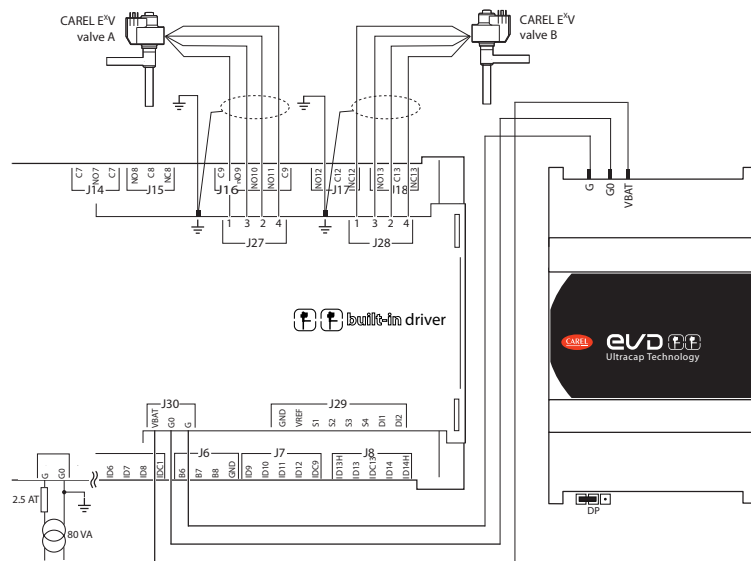 CAREL EXV
valve A
CAREL EXV
valve B
C7
NO7
C7
J14
NO8
C8
NC8
J15
C9
NO9
NO10
NO11
C9
J16
NO12
C12
NC12
J17
NO13
C13
NC13
J18
1 3 2 4
J27
1 3 2 4
J28
G
G0
VBAT
built-in driver
CAREL
evd
Ultracap Technology
J30
VBAT
G0
G
J29
GND
VREF
S1
S2
S3
S4
DI1
DI2
G
G0
ID6
ID7
ID8
IDC1
J6
B6
B7
B8
GND
J7
ID9
ID10
ID11
ID12
IDC9
J8
ID13H
ID13
IDC13
ID14
ID14H
2.5 AT
80 VA
DP